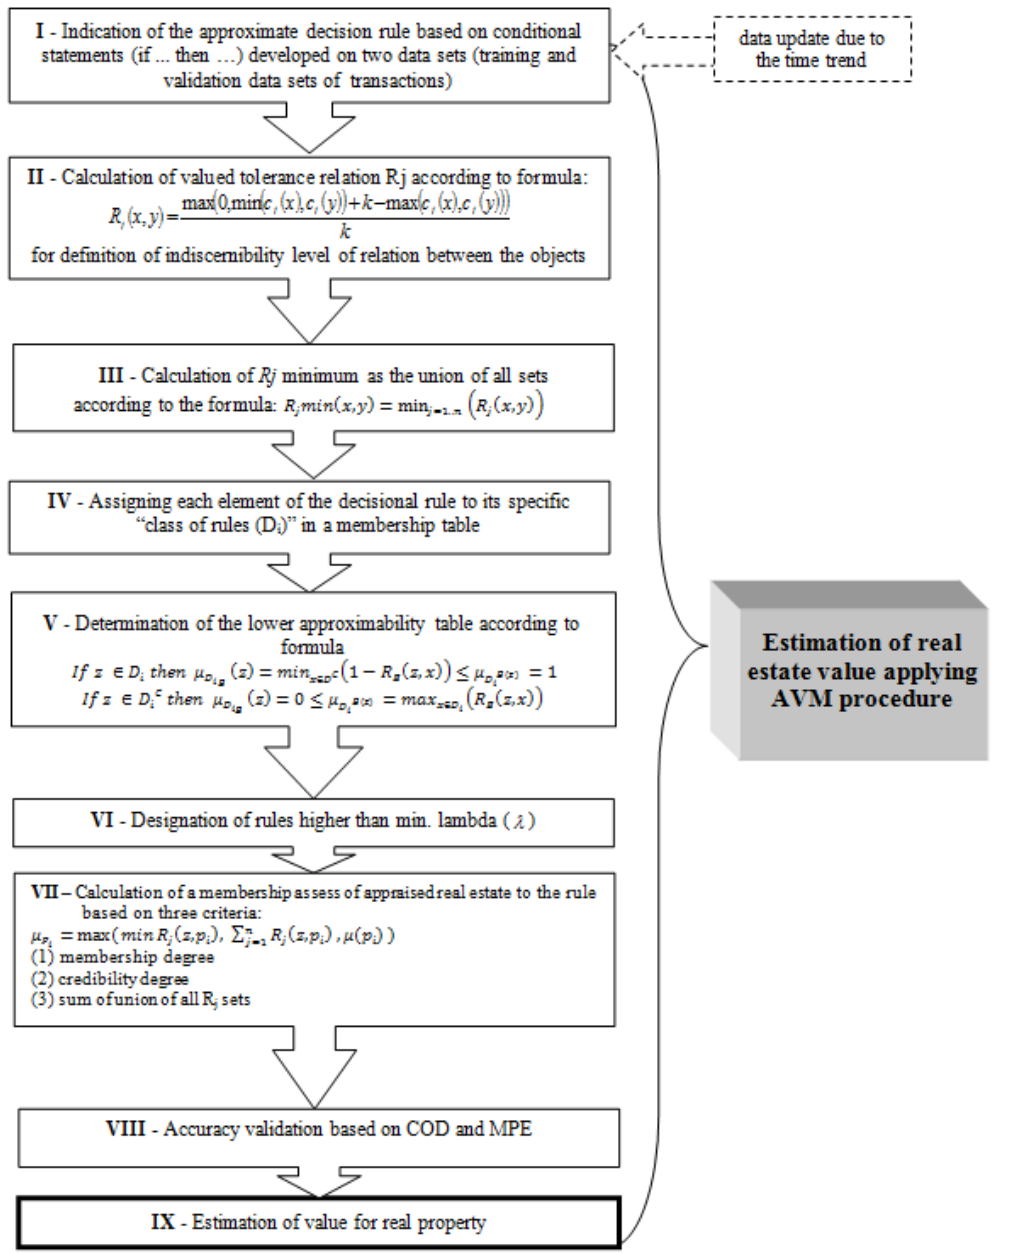 I - Indication of the approximate decision rule based on conditional
statements (if ... then …) developed on two data sets (training and
validation data sets of transactions)
data update due to
the time trend
II - Calculation of valued tolerance relation Rj according to formula:
R_j(x,y)=max(0,min(c_j(x),c_j(y))+k−max(c_j(x),c_j(y)))/k
for definition of indiscernibility level of relation between the objects
III - Calculation of Rj minimum as the union of all sets
according to the formula: R_j min(x,y) = min_{j=1..n} (R_j(x,y))
IV - Assigning each element of the decisional rule to its specific
“class of rules (D_i)” in a membership table
V - Determination of the lower approximability table according to
formula
If z ∈ D_i then μ_{D_{iB}}(z) = min_{x∈D^C}(1 − R_B(z,x)) ≤ μ_{D_i^{B(z)}} = 1
If z ∈ D_i^c then μ_{D_{iB}}(z) = 0 ≤ μ_{D_i^{B(z)}} = max_{x∈D_i}(R_B(z,x))
Estimation of real
estate value applying
AVM procedure
VI - Designation of rules higher than min. lambda (λ)
VII – Calculation of a membership assess of appraised real estate to the rule
based on three criteria:
μ_{P_i} = max( min R_j(z,p_i), ∑_{j=1}^n R_j(z,p_i) , μ(p_i) )
(1) membership degree
(2) credibility degree
(3) sum of union of all R_j sets
VIII - Accuracy validation based on COD and MPE
IX - Estimation of value for real property